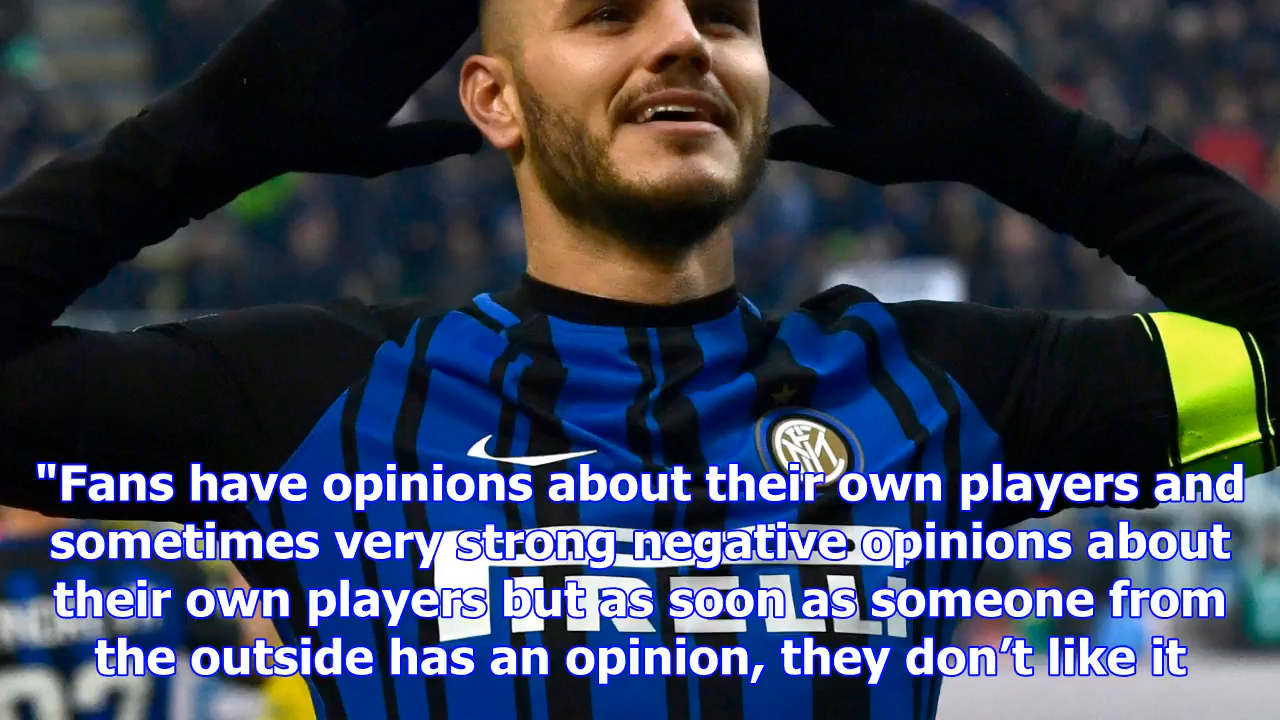 PIRELLI
"Fans have opinions about their own players and
sometimes very strong negative opinions about
their own players but as soon as someone from
the outside has an opinion, they don’t like it